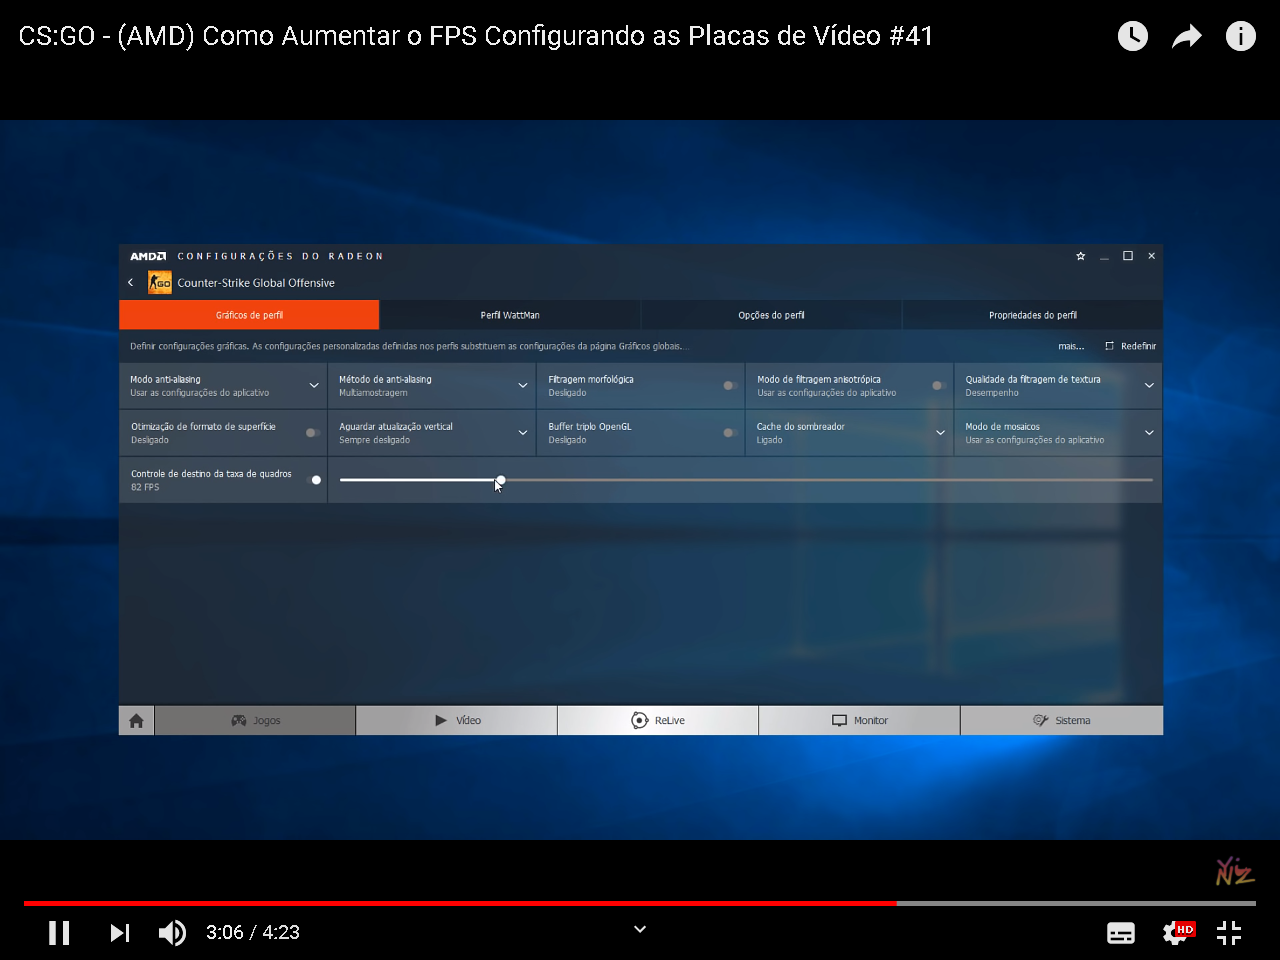 CS:GO - (AMD) Como Aumentar o FPS Configurando as Placas de Vídeo #41
AMD CONFIGURAÇÕES DO RADEON
GO Counter-Strike Global Offensive
Gráficos de perfil Perfil WattMan Opções do perfil Propriedades do perfil
Definir configurações gráficas. As configurações personalizadas definidas nos perfis substituem as configurações da página Gráficos globais.... mais... Redefinir
Modo anti-aliasing Método de anti-aliasing Filtragem morfológica Modo de filtragem anisotrópica Qualidade da filtragem de textura
Usar as configurações do aplicativo Multiamostragem Desligado Usar as configurações do aplicativo Desempenho
Otimização de formato de superfície Aguardar atualização vertical Buffer triplo OpenGL Cache do sombreador Modo de mosaicos
Desligado Sempre desligado Desligado Ligado Usar as configurações do aplicativo
Controle de destino da taxa de quadros
82 FPS
Jogos Vídeo ReLive Monitor Sistema
YNIZ
3:06 / 4:23 HD